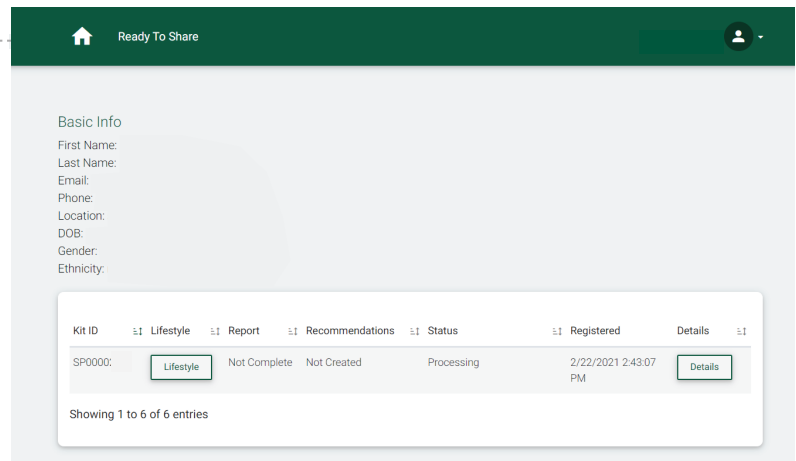 Ready To Share
Basic Info
First Name:
Last Name:
Email:
Phone:
Location:
DOB:
Gender:
Ethnicity:
Kit ID Lifestyle Report Recommendations Status Registered Details
SP0000 Lifestyle Not Complete Not Created Processing 2/22/2021 2:43:07 Details
PM
Showing 1 to 6 of 6 entries